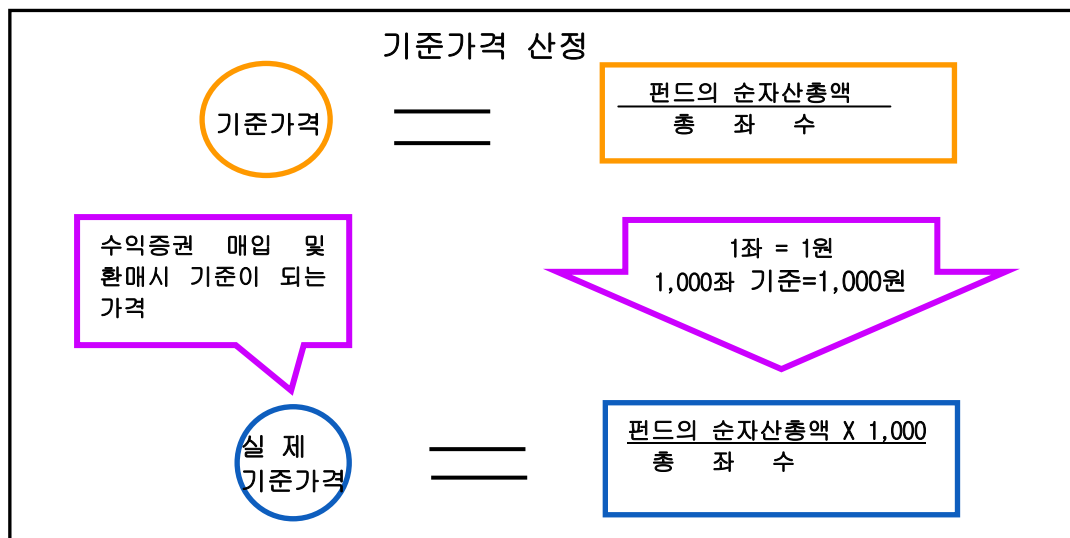 기준가격 산정
기준가격
펀드의 순자산총액
총 좌 수
수익증권 매입 및
환매시 기준이 되는
가격
1좌 = 1원
1,000좌 기준=1,000원
실 제
기준가격
펀드의 순자산총액 X 1,000
총 좌 수